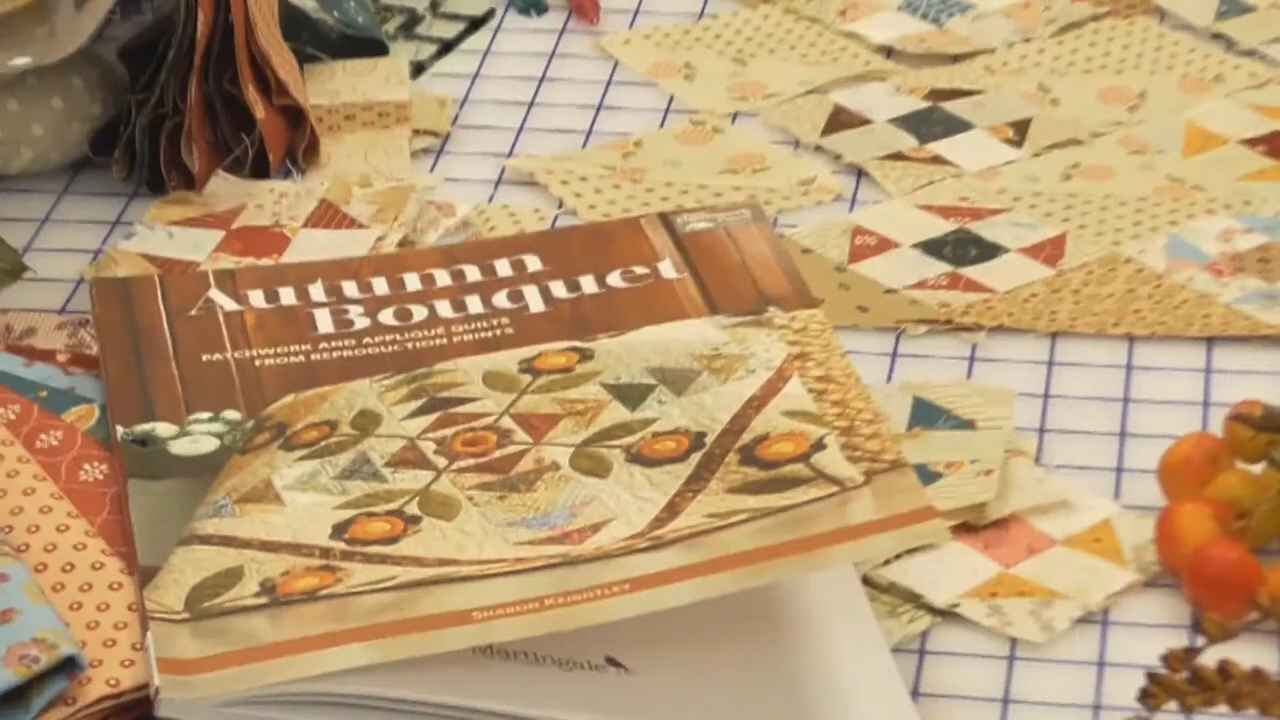 Autumn
Bouquet
PATCHWORK AND APPLIQUÉ QUILTS
FROM REPRODUCTION PRINTS
SHARON KEIGHTLEY
Martingale